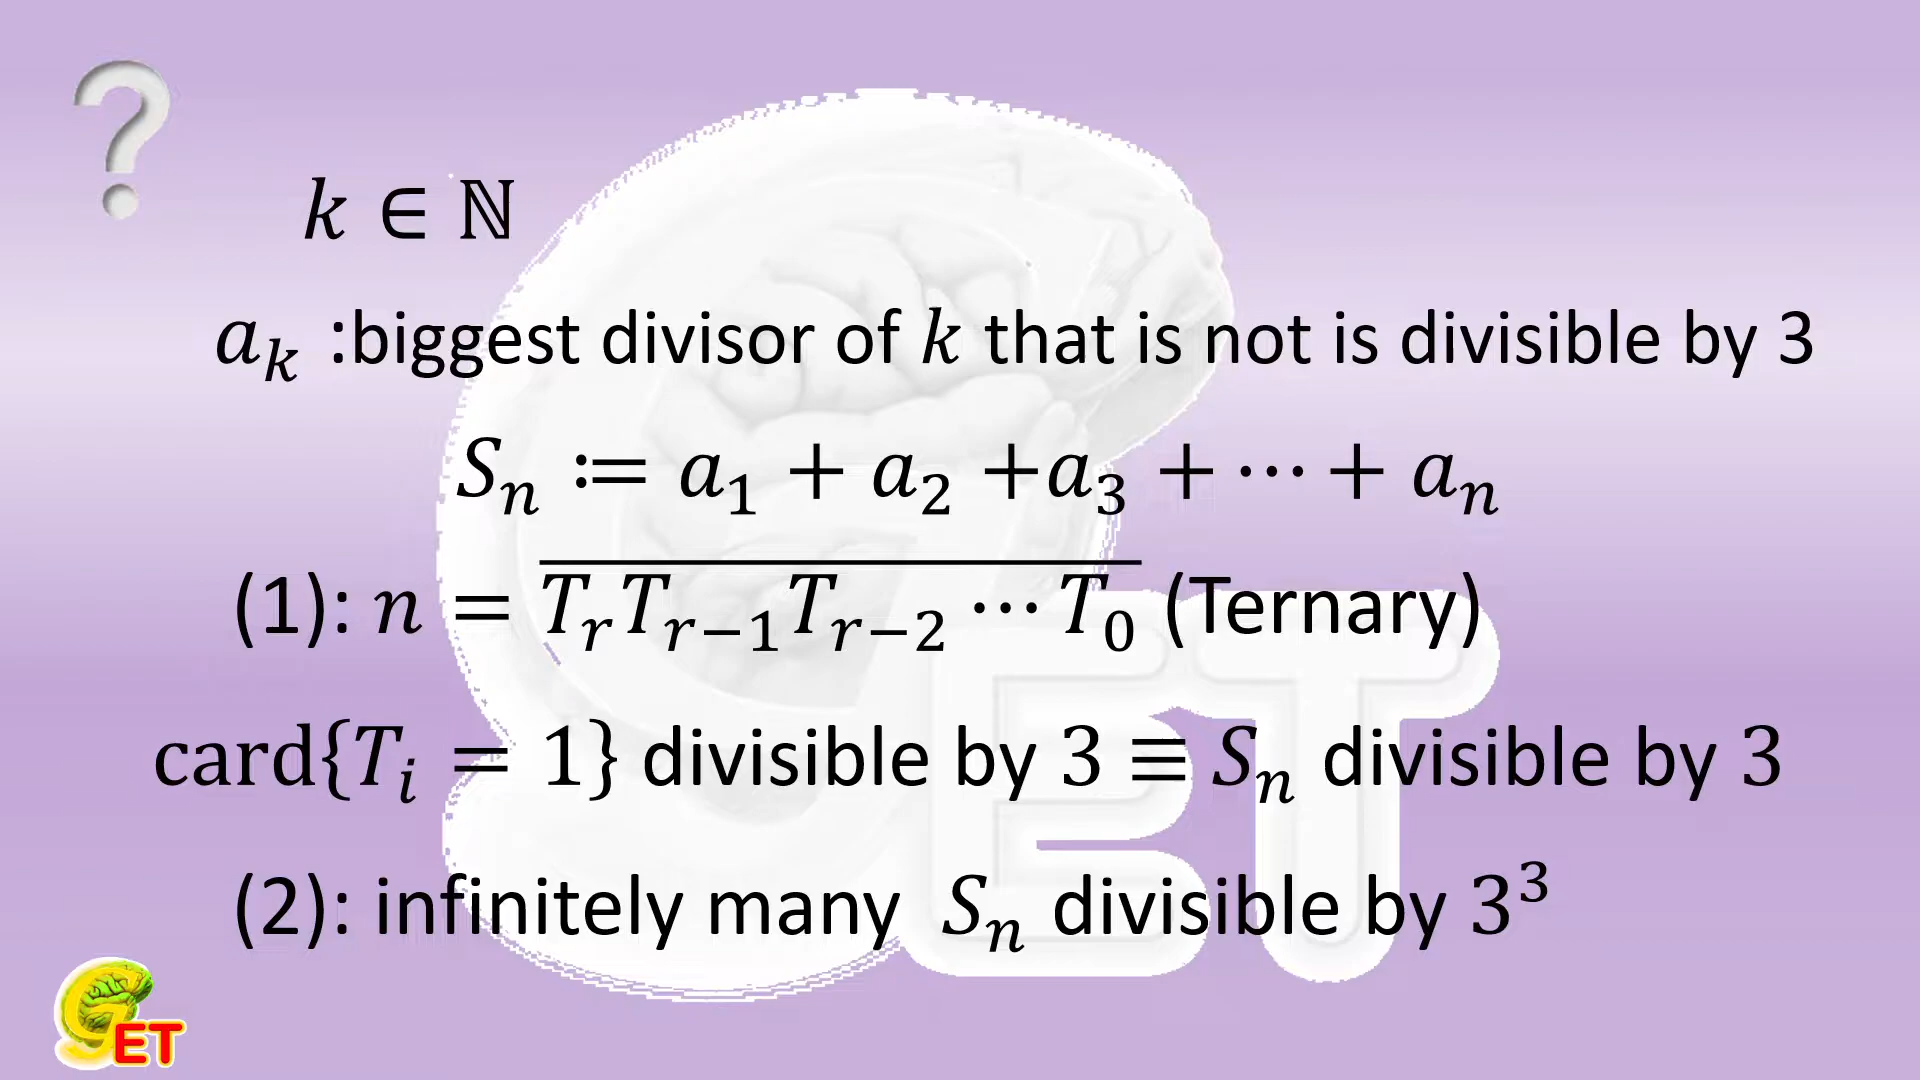 ?
k ∈ ℕ
a_k :biggest divisor of k that is not is divisible by 3
S_n ≔ a_1 + a_2 +a_3 + ⋯ + a_n
(1): n = \overline{T_r T_{r−1} T_{r−2} ⋯ T_0} (Ternary)
card{T_i = 1} divisible by 3 ≡ S_n divisible by 3
(2): infinitely many S_n divisible by 3^3
GET
GET